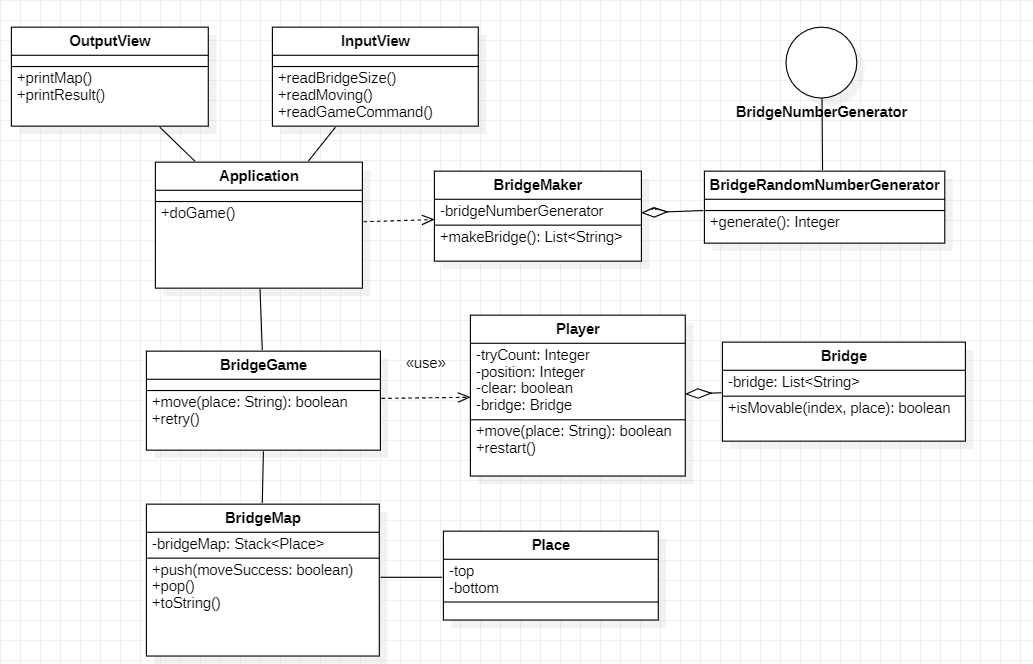 OutputView
+printMap()
+printResult()
InputView
+readBridgeSize()
+readMoving()
+readGameCommand()
BridgeNumberGenerator
Application
+doGame()
BridgeMaker
-bridgeNumberGenerator
+makeBridge(): List<String>
BridgeRandomNumberGenerator
+generate(): Integer
BridgeGame
+move(place: String): boolean
+retry()
«use»
Player
-tryCount: Integer
-position: Integer
-clear: boolean
-bridge: Bridge
+move(place: String): boolean
+restart()
Bridge
-bridge: List<String>
+isMovable(index, place): boolean
BridgeMap
-bridgeMap: Stack<Place>
+push(moveSuccess: boolean)
+pop()
+toString()
Place
-top
-bottom